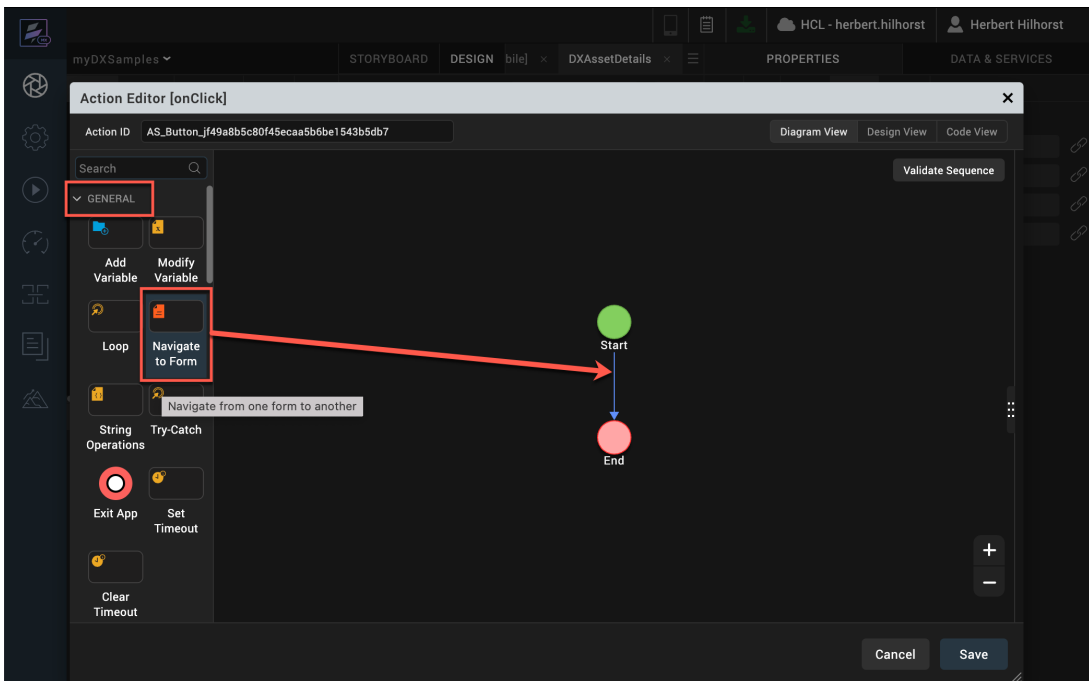 HCL - herbert.hilhorst
Herbert Hilhorst
myDXSamples
STORYBOARD
DESIGN bile] ×
DXAssetDetails ×
PROPERTIES
DATA & SERVICES
Action Editor [onClick]
Action ID
AS_Button_jf49a8b5c80f45ecaa5b6be1543b5db7
Diagram View
Design View
Code View
Search
Validate Sequence
GENERAL
Add
Variable
Modify
Variable
Loop
Navigate
to Form
Start
Navigate from one form to another
String
Operations
Try-Catch
End
Exit App
Set
Timeout
Clear
Timeout
Cancel
Save